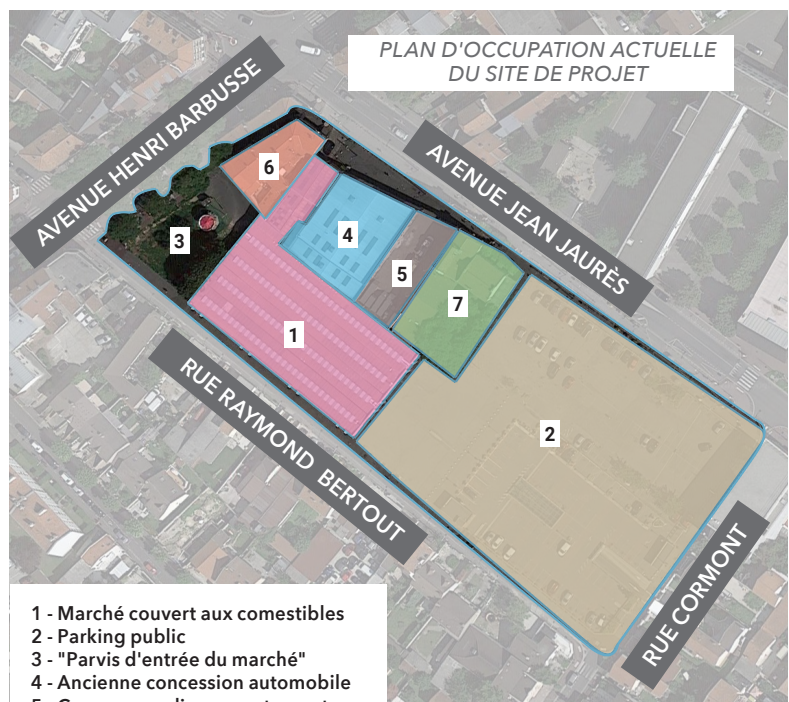 PLAN D'OCCUPATION ACTUELLE
DU SITE DE PROJET
AVENUE HENRI BARBUSSE
AVENUE JEAN JAURÈS
6
3
4
5
7
1
2
RUE RAYMOND BERTOUT
RUE CORMONT
1 - Marché couvert aux comestibles
2 - Parking public
3 - "Parvis d'entrée du marché"
4 - Ancienne concession automobile